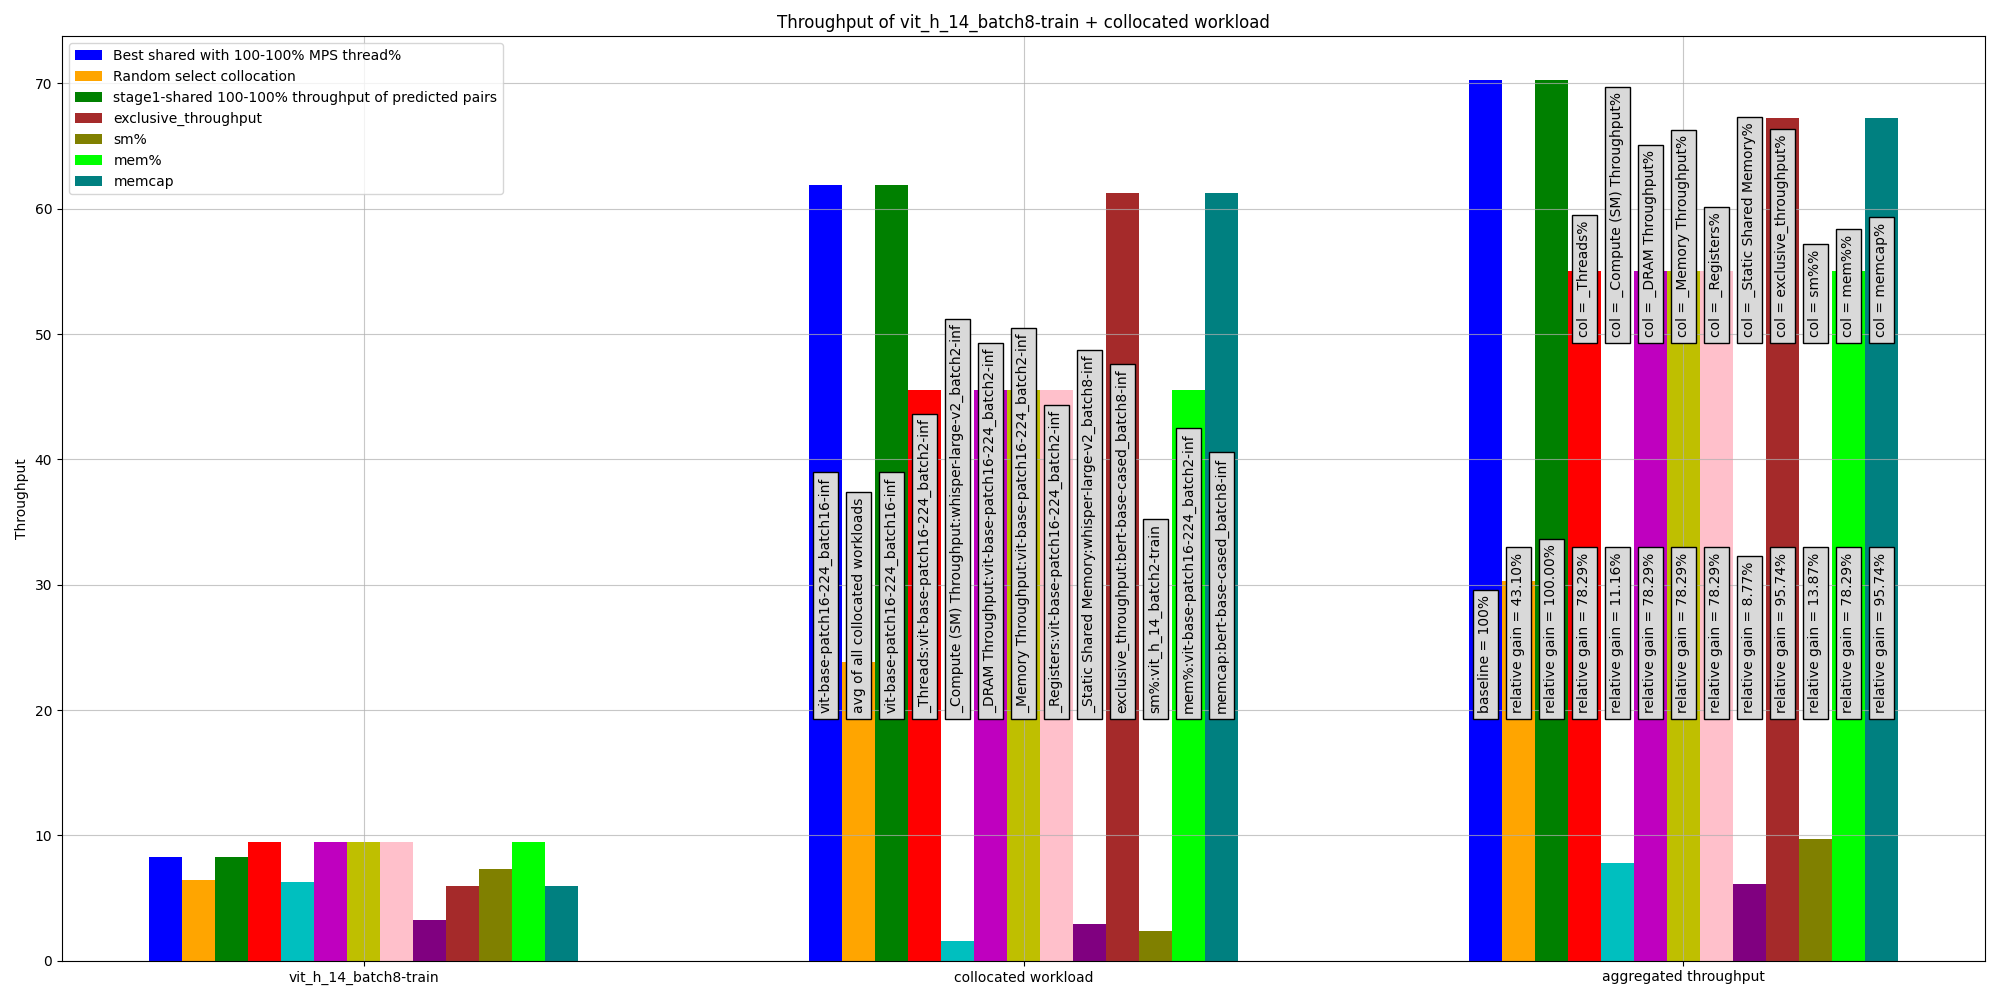 Throughput of vit_h_14_batch8-train + collocated workload
Best shared with 100-100% MPS thread%
Random select collocation
stage1-shared 100-100% throughput of predicted pairs
exclusive_throughput
sm%
mem%
memcap
Throughput
70
60
50
40
30
20
10
0
vit-base-patch16-224_batch16-inf
avg of all collocated workloads
vit-base-patch16-224_batch16-inf
_Threads:vit-base-patch16-224_batch2-inf
_Compute (SM) Throughput:whisper-large-v2_batch2-inf
_DRAM Throughput:vit-base-patch16-224_batch2-inf
_Memory Throughput:vit-base-patch16-224_batch2-inf
_Registers:vit-base-patch16-224_batch2-inf
_Static Shared Memory:whisper-large-v2_batch8-inf
exclusive_throughput:bert-base-cased_batch8-inf
sm%:vit_h_14_batch2-train
mem%:vit-base-patch16-224_batch2-inf
memcap:bert-base-cased_batch8-inf
col = _Threads%
col = _Compute (SM) Throughput%
col = _DRAM Throughput%
col = _Memory Throughput%
col = _Registers%
col = _Static Shared Memory%
col = exclusive_throughput%
col = sm%%
col = mem%%
col = memcap%
baseline = 100%
relative gain = 43.10%
relative gain = 100.00%
relative gain = 78.29%
relative gain = 11.16%
relative gain = 78.29%
relative gain = 78.29%
relative gain = 78.29%
relative gain = 8.77%
relative gain = 95.74%
relative gain = 13.87%
relative gain = 78.29%
relative gain = 95.74%
vit_h_14_batch8-train
collocated workload
aggregated throughput